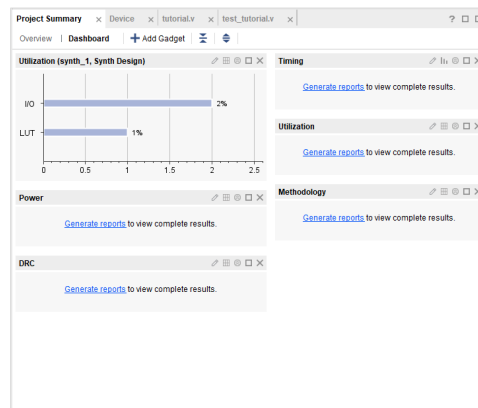 Project Summary × Device × tutorial.v × test_tutorial.v × ?
Overview | Dashboard Add Gadget
Utilization (synth_1, Synth Design)
I/O 2%
LUT 1%
0 0.5 1 1.5 2 2.5
Power
Generate reports to view complete results.
DRC
Generate reports to view complete results.
Timing
Generate reports to view complete results.
Utilization
Generate reports to view complete results.
Methodology
Generate reports to view complete results.